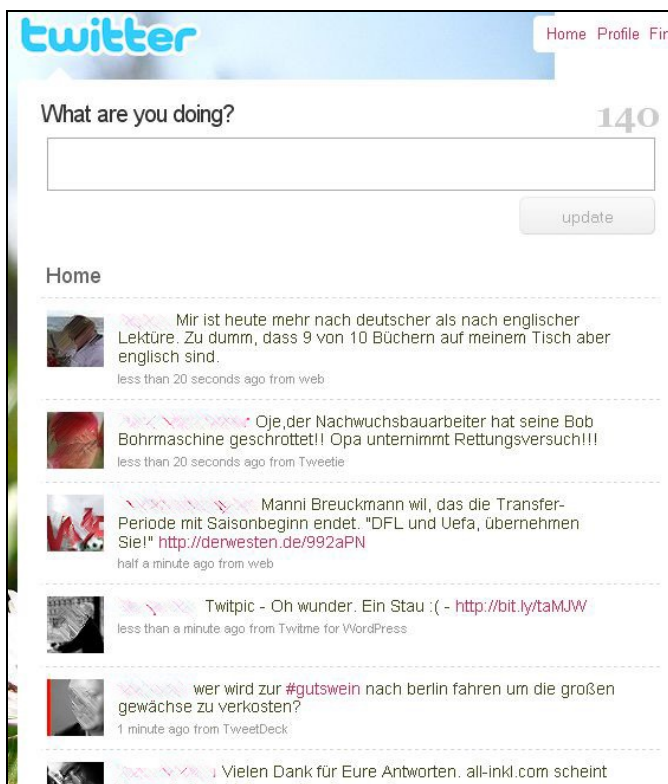 twitter
Home Profile Fin
What are you doing?
140
update
Home
Mir ist heute mehr nach deutscher als nach englischer
Lektüre. Zu dumm, dass 9 von 10 Büchern auf meinem Tisch aber
englisch sind.
less than 20 seconds ago from web
Oje,der Nachwuchsbauarbeiter hat seine Bob
Bohrmaschine geschrottet!! Opa unternimmt Rettungsversuch!!!
less than 20 seconds ago from Tweetie
Manni Breuckmann wil, das die Transfer-
Periode mit Saisonbeginn endet. "DFL und Uefa, übernehmen
Sie!" http://derwesten.de/992aPN
half a minute ago from web
Twitpic - Oh wunder. Ein Stau :( - http://bit.ly/taMJW
less than a minute ago from Twitme for WordPress
wer wird zur #gutswein nach berlin fahren um die großen
gewächse zu verkosten?
1 minute ago from TweetDeck
Vielen Dank für Eure Antworten. all-inkl.com scheint